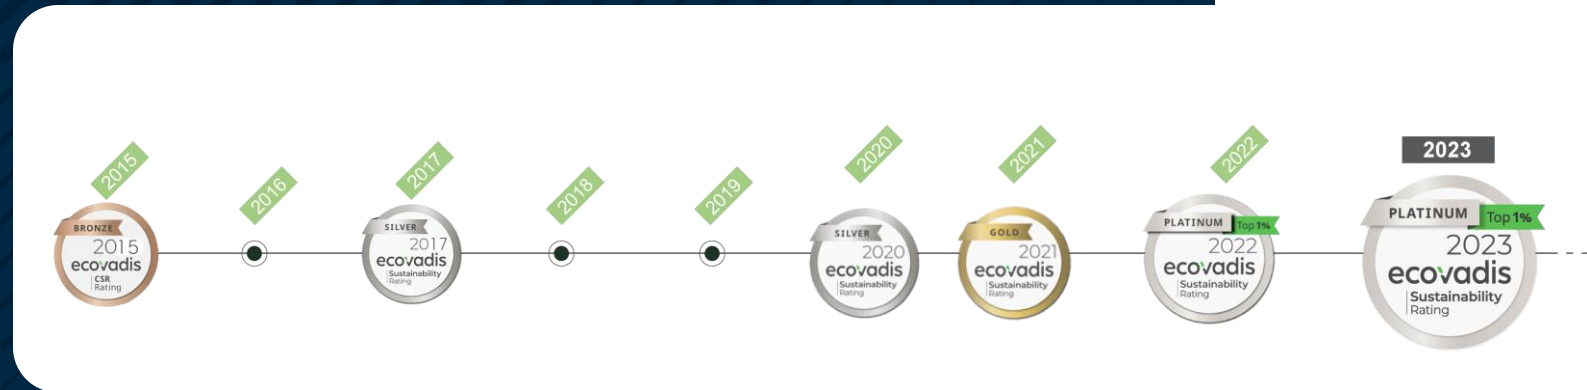 2015
BRONZE
2015
ecovadis
CSR
Rating
2016
2017
SILVER
2017
ecovadis
Sustainability
Rating
2018
2019
2020
SILVER
2020
ecovadis
Sustainability
Rating
2021
GOLD
2021
ecovadis
Sustainability
Rating
2022
PLATINUM
Top 1%
2022
ecovadis
Sustainability
Rating
2023
PLATINUM
Top 1%
2023
ecovadis
Sustainability
Rating